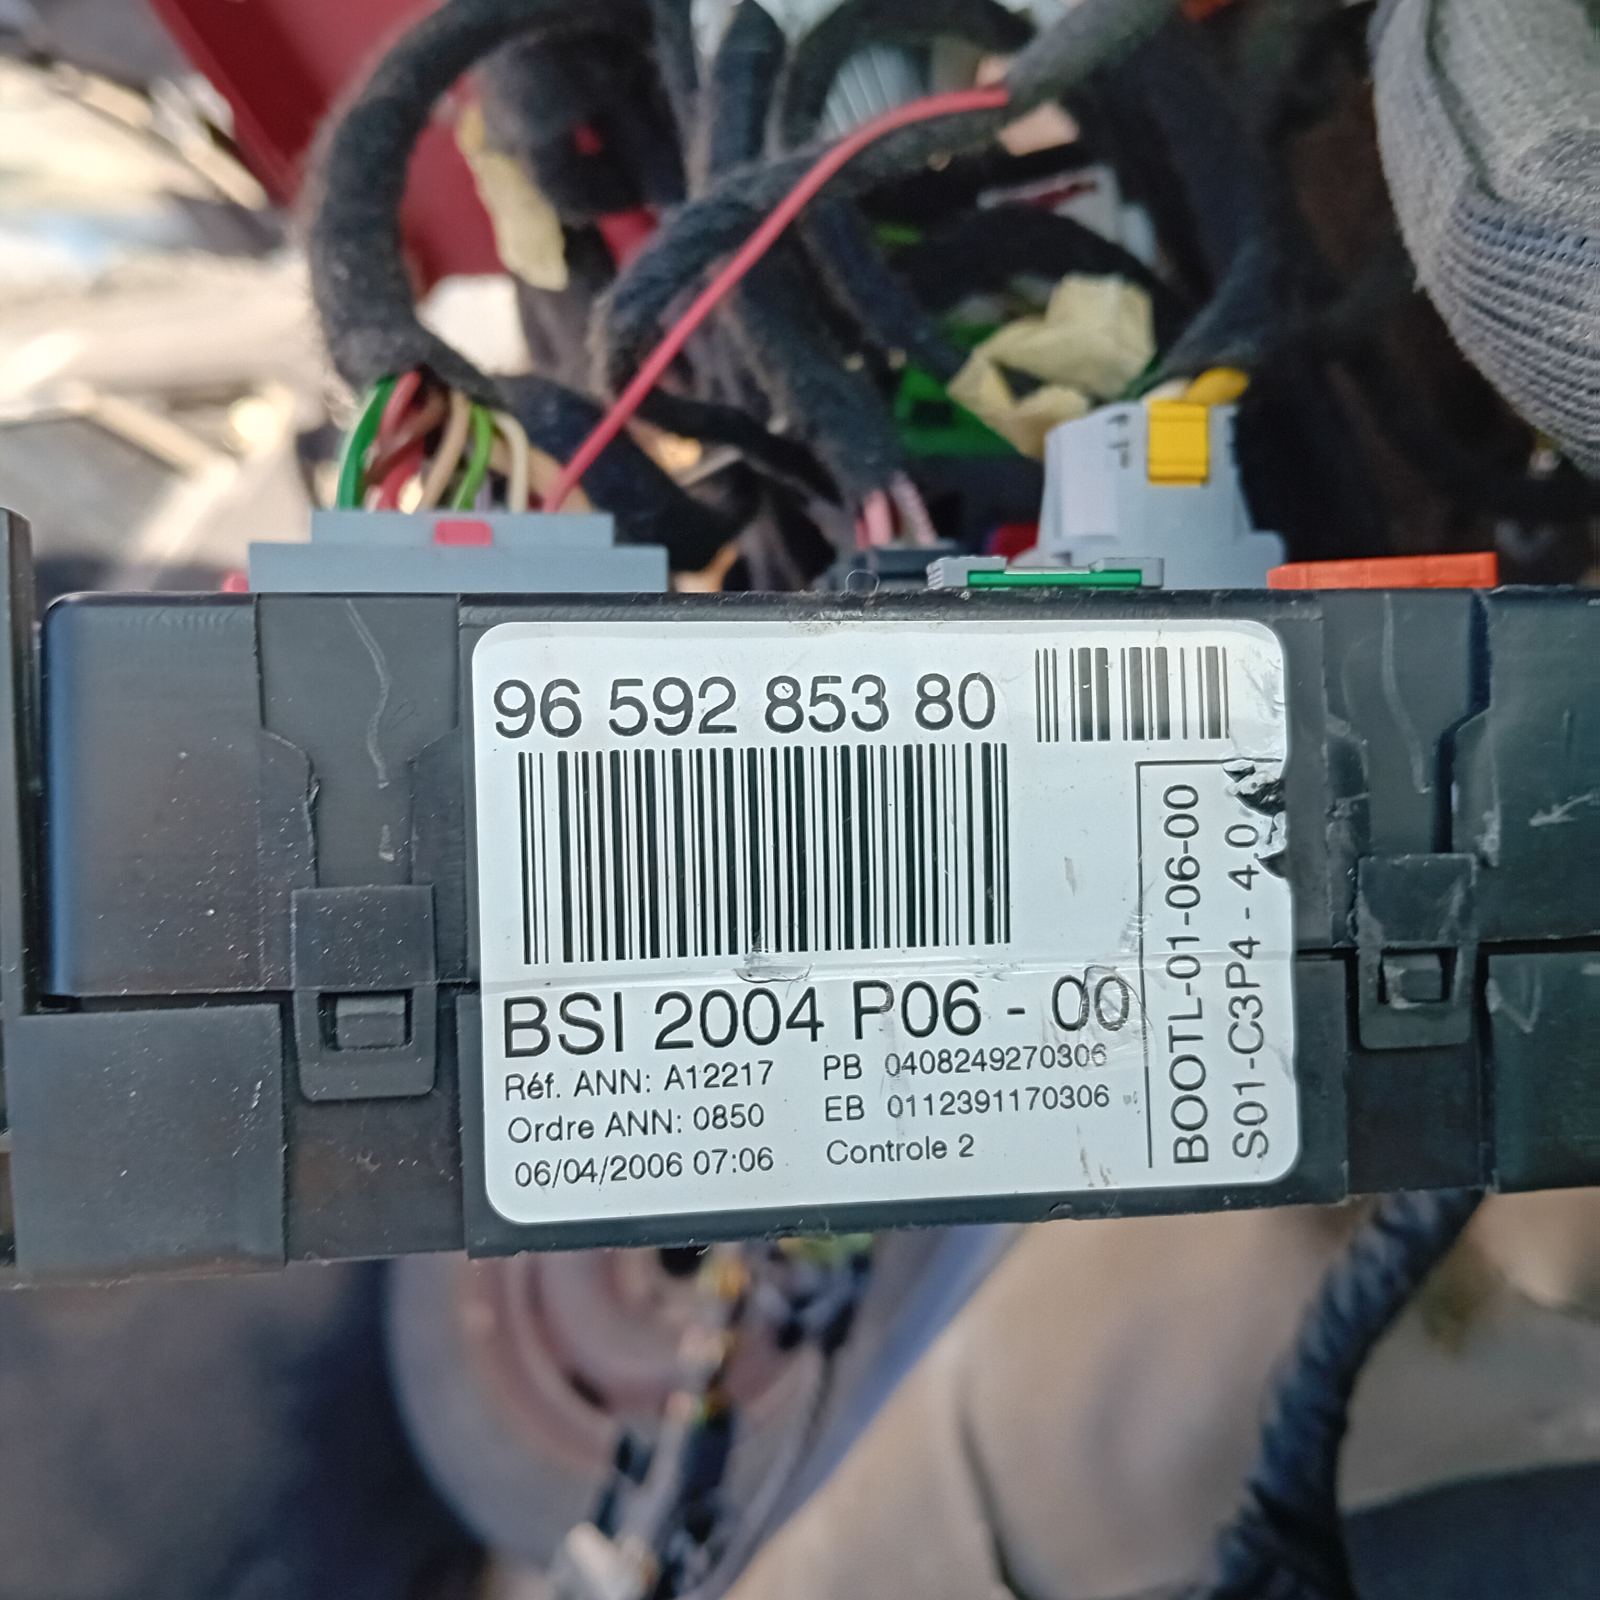 96 592 853 80
BSI 2004 P06 - 00
Réf. ANN: A12217
PB 0408249270306
Ordre ANN: 0850
EB 0112391170306
06/04/2006 07:06
Controle 2
BOOTL-01-06-00
S01-C3P4 - 4.0